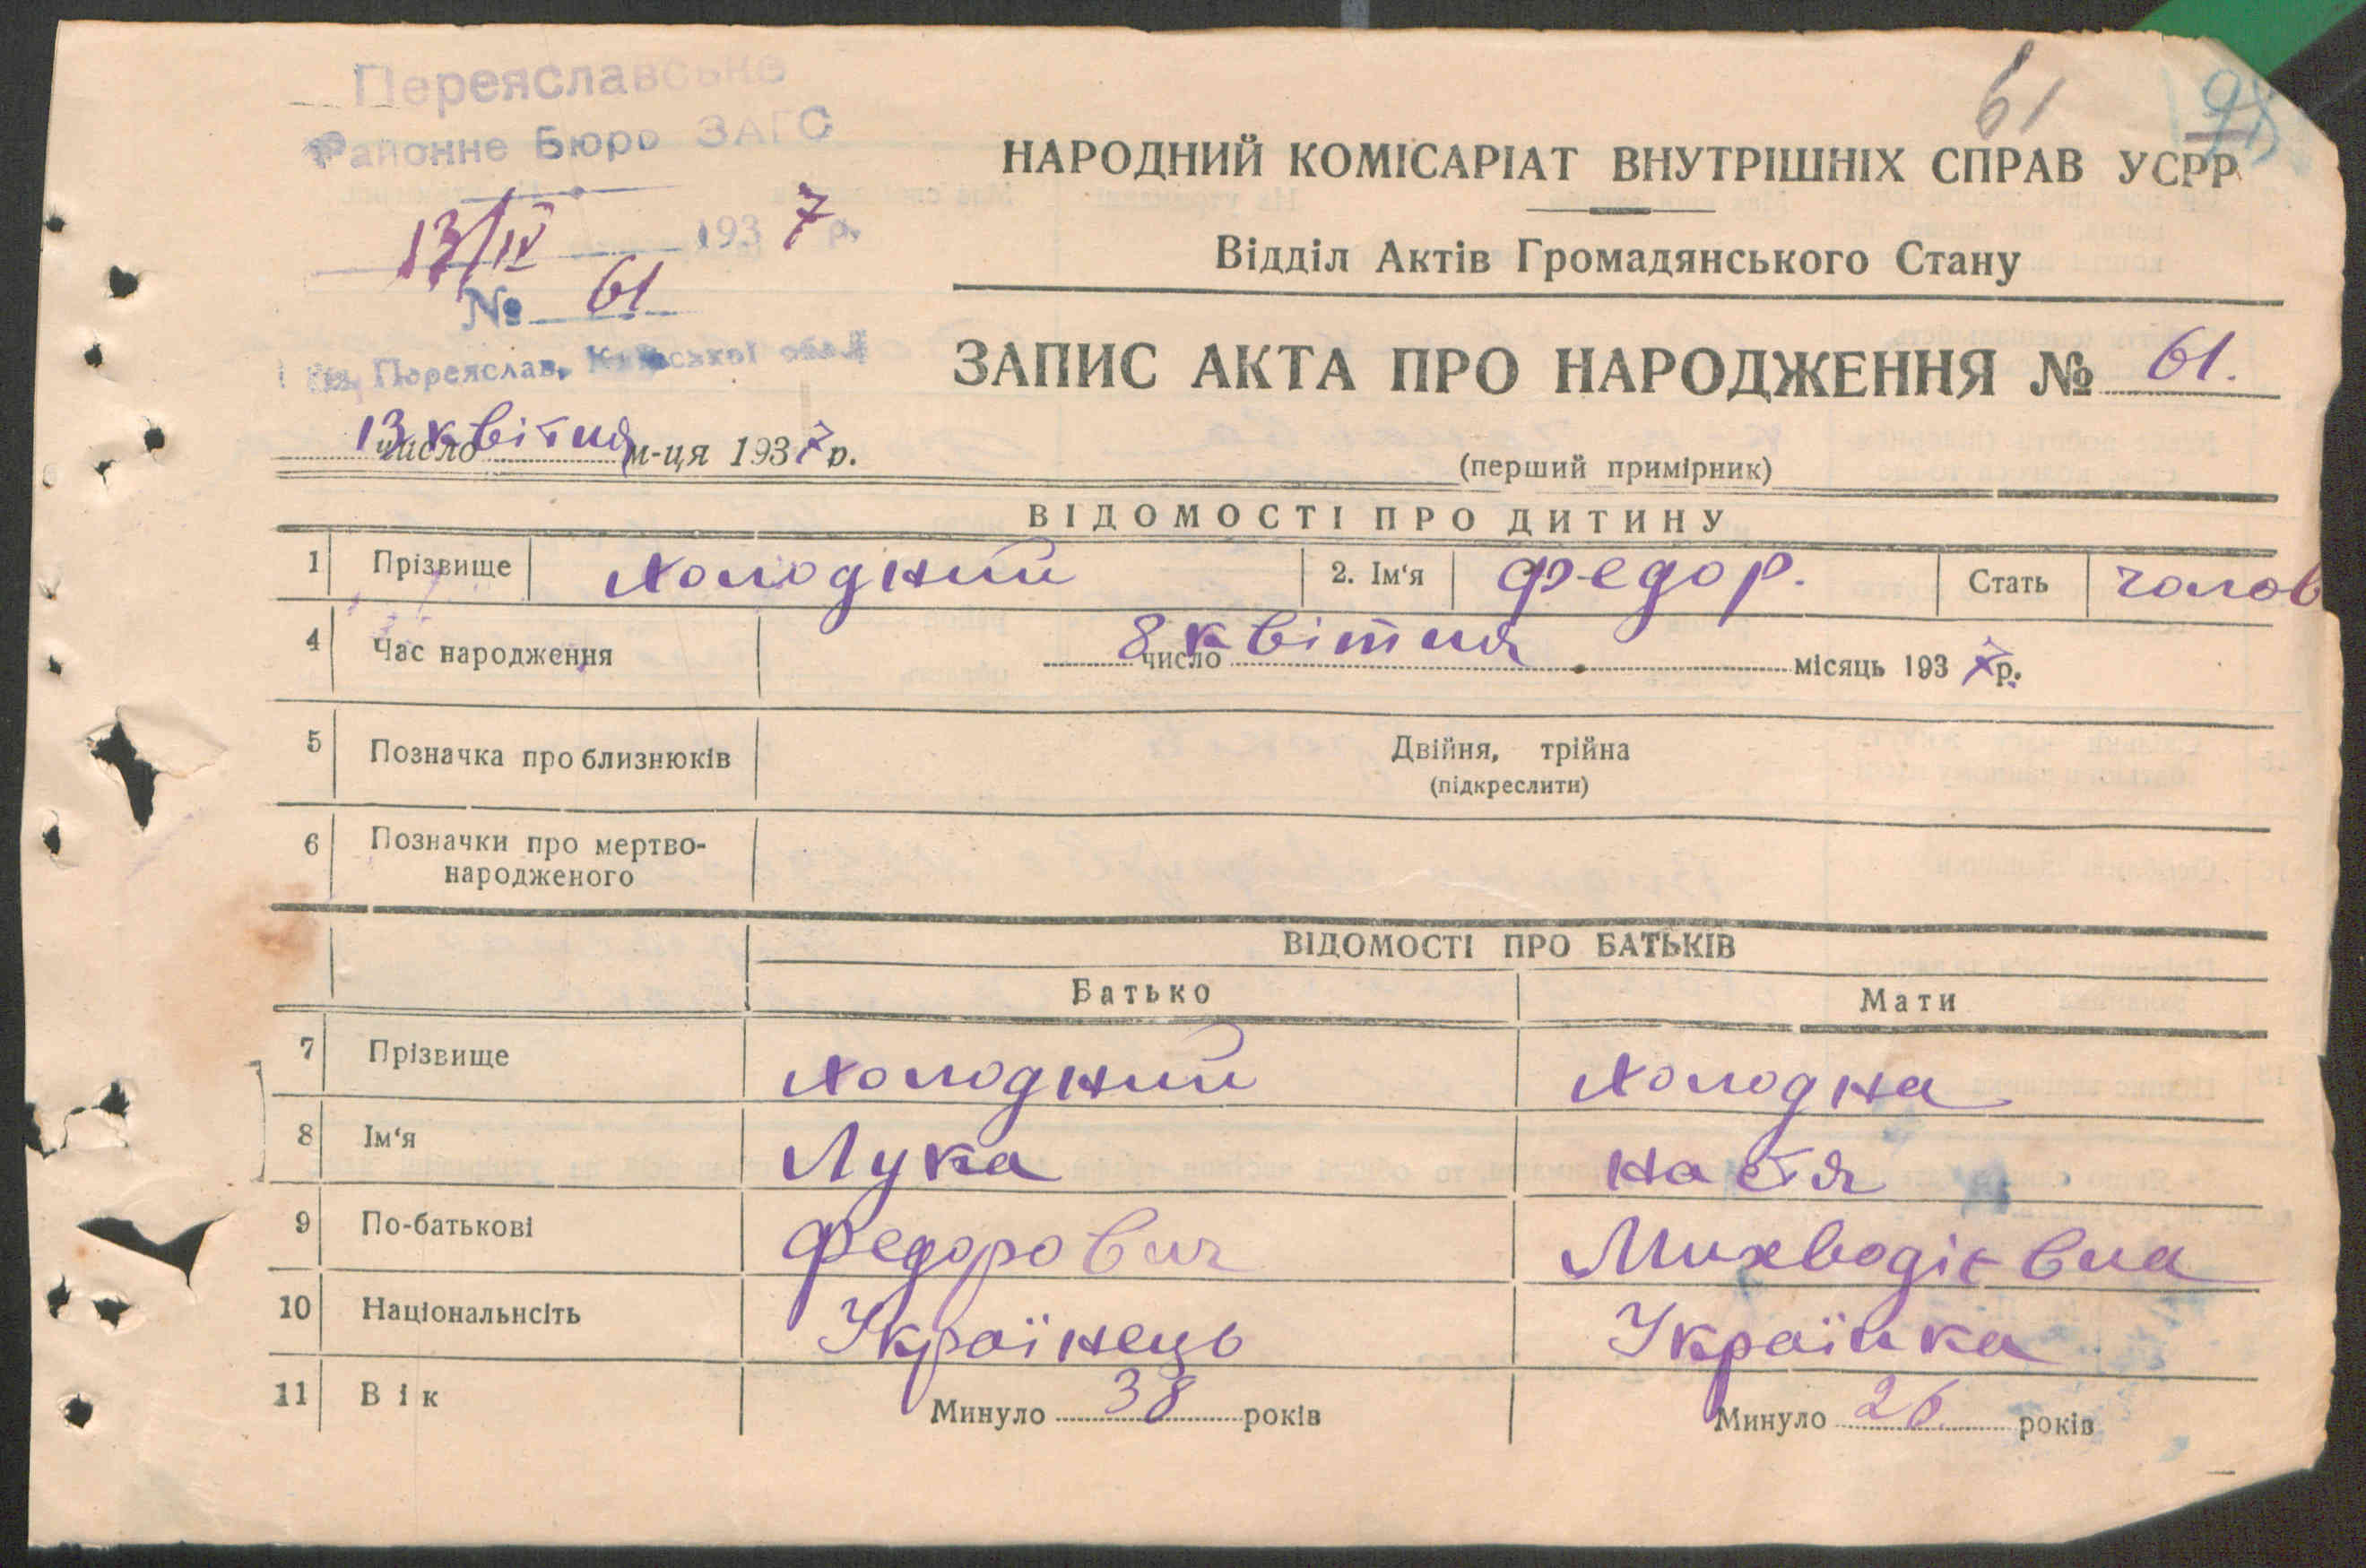 Переяславське
Районне Бюро ЗАГС
13/IV 1937 р.
№ 61
Переяслав, Київської обл.
61
98
НАРОДНИЙ КОМІСАРІАТ ВНУТРІШНІХ СПРАВ УСРР
Відділ Актів Громадянського Стану
ЗАПИС АКТА ПРО НАРОДЖЕННЯ № 61.
13 число квітня м-ця 1937 р.
(перший примірник)
ВІДОМОСТІ ПРО ДИТИНУ
1 Прізвище Холодний 2. Ім'я Федор. Стать чолов
4 Час народження 8 число квітня місяць 1937 р.
5 Позначка про близнюків Двійня, трійна
(підкреслити)
6 Позначки про мертво-
народженого
ВІДОМОСТІ ПРО БАТЬКІВ
Батько Мати
7 Прізвище Холодний Холодна
8 Ім'я Лука Настя
9 По-батькові Федорович
10 Національнсіть Українець Українка
11 Вік Минуло 38 років Минуло 26 років